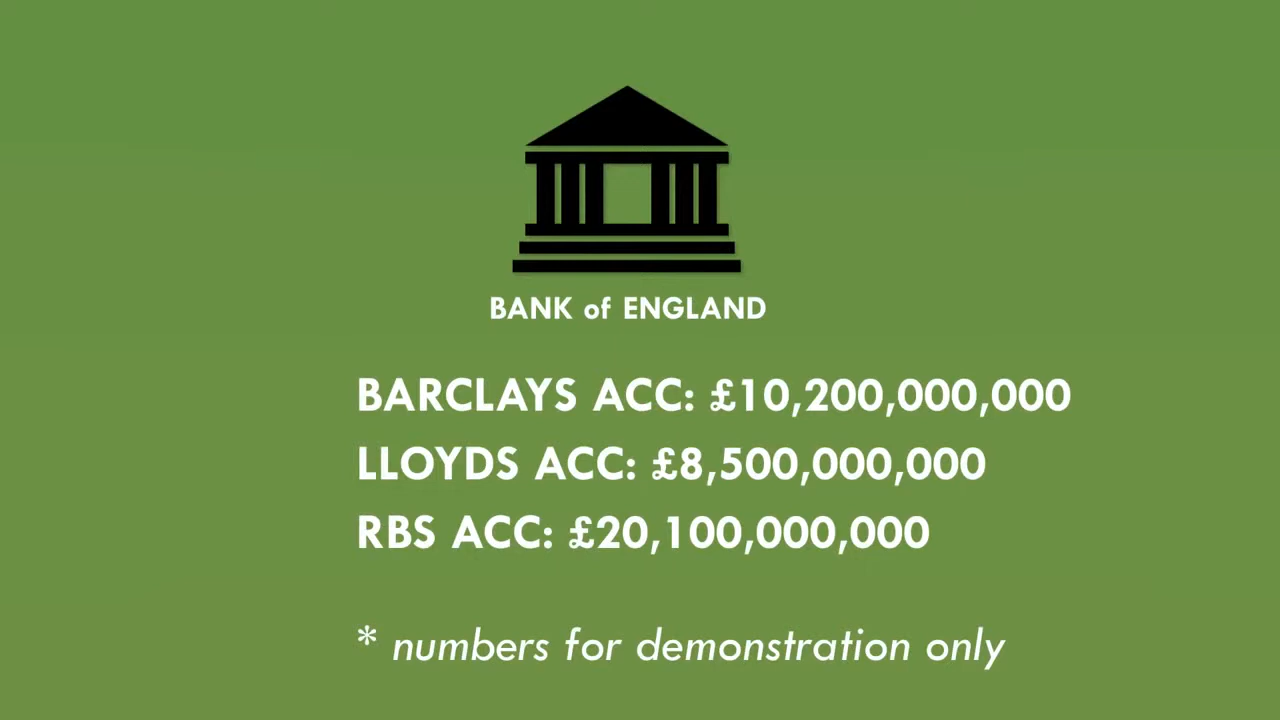 BANK of ENGLAND
BARCLAYS ACC: £10,200,000,000
LLOYDS ACC: £8,500,000,000
RBS ACC: £20,100,000,000
* numbers for demonstration only